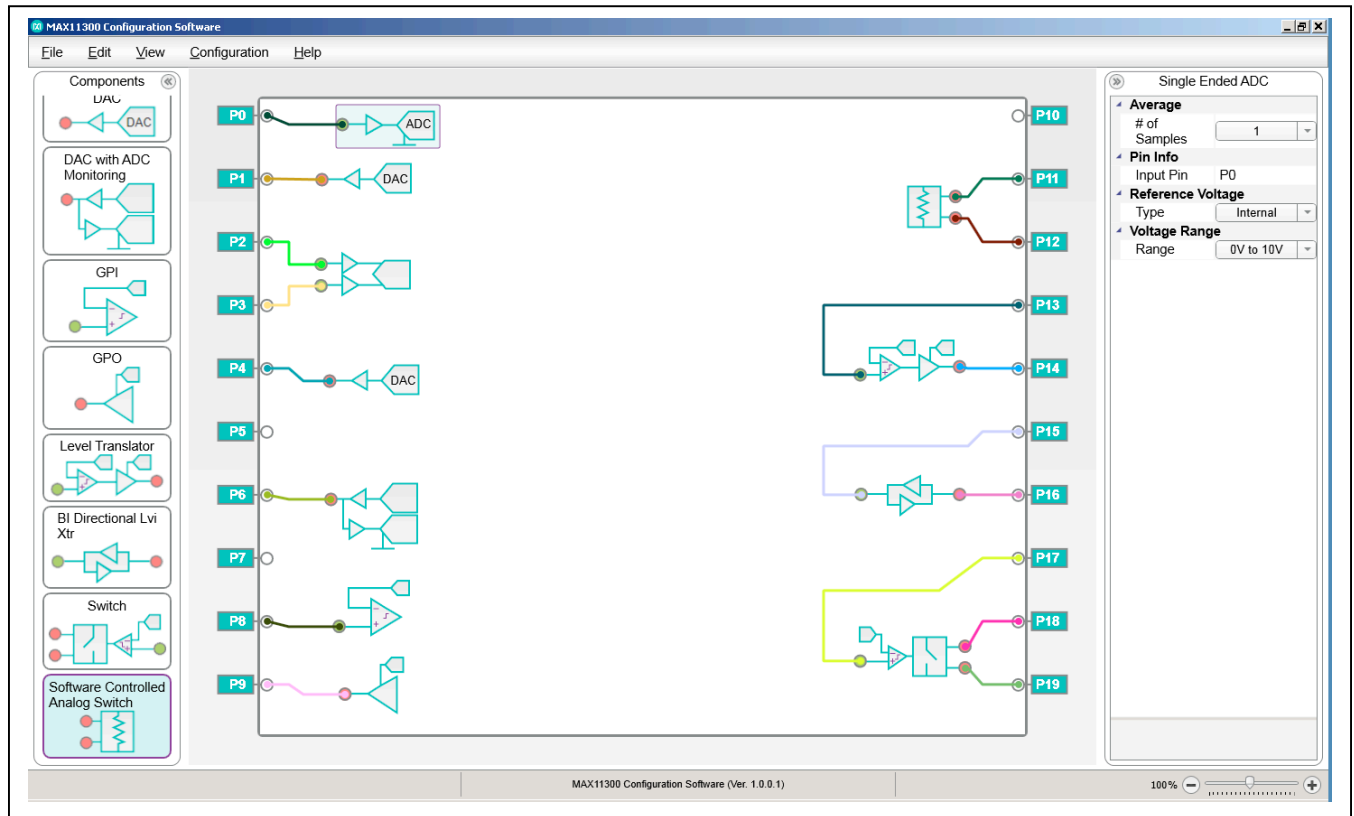 MAX11300 Configuration Software
File Edit View Configuration Help
Components
DAC
DAC
DAC with ADC
Monitoring
GPI
GPO
Level Translator
BI Directional Lvi
Xtr
Switch
Software Controlled
Analog Switch
P0
ADC
P1
DAC
P2
P3
P4
DAC
P5
P6
P7
P8
P9
P10
P11
P12
P13
P14
P15
P16
P17
P18
P19
Single Ended ADC
Average
# of
Samples
1
Pin Info
Input Pin P0
Reference Voltage
Type Internal
Voltage Range
Range 0V to 10V
MAX11300 Configuration Software (Ver. 1.0.0.1)
100%